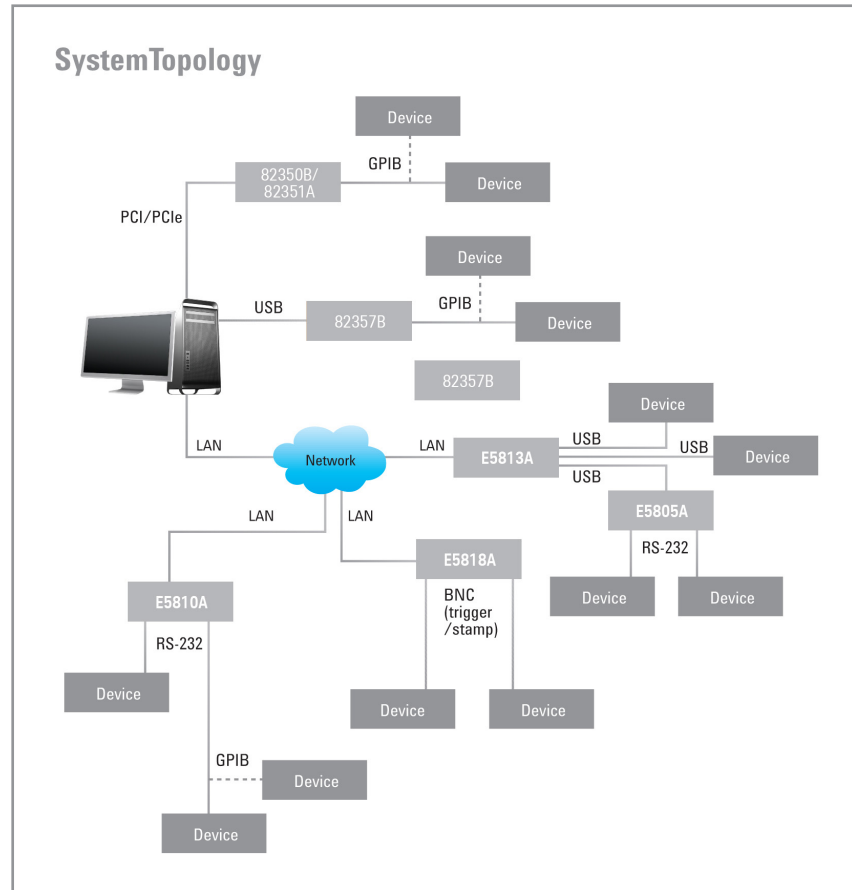 SystemTopology
Device
GPIB
82350B/
82351A
Device
PCI/PCIe
Device
USB
GPIB
82357B
Device
82357B
Device
LAN
Network
LAN
E5813A
USB
USB
Device
USB
E5805A
LAN
LAN
RS-232
E5818A
Device
Device
E5810A
BNC
(trigger
/stamp)
RS-232
Device
Device
Device
GPIB
Device
Device